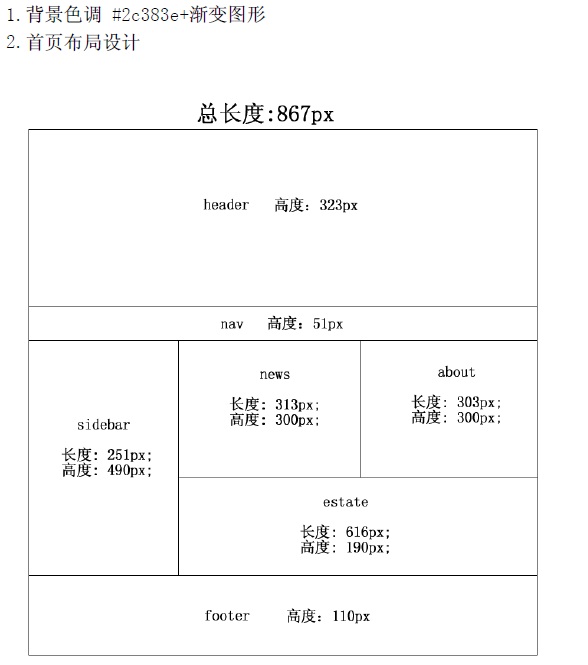 1.背景色调 #2c383e+渐变图形
2.首页布局设计
总长度:867px
header 高度: 323px
nav 高度: 51px
sidebar
长度: 251px;
高度: 490px;
news
长度: 313px;
高度: 300px;
about
长度: 303px;
高度: 300px;
estate
长度: 616px;
高度: 190px;
footer 高度: 110px